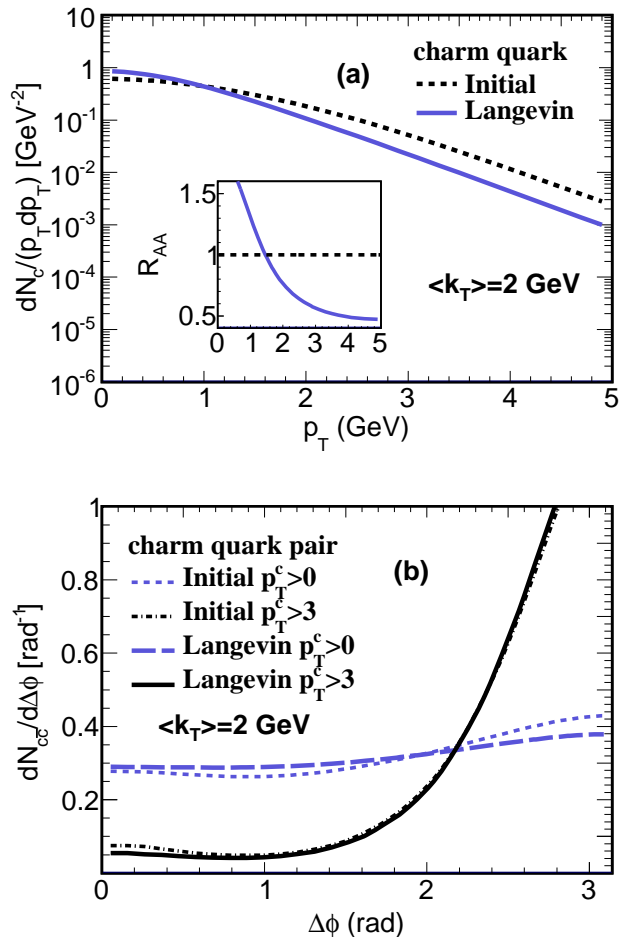 10
1
10⁻¹
10⁻²
10⁻³
10⁻⁴
10⁻⁵
10⁻⁶
dN_c/(p_T dp_T) [GeV⁻²]
(a)
charm quark
Initial
Langevin
1.5
1
0.5
R_AA
0 1 2 3 4 5
<k_T>=2 GeV
0 1 2 3 4 5
p_T (GeV)
1
0.8
0.6
0.4
0.2
dN_cc̄/dΔϕ [rad⁻¹]
charm quark pair
(b)
Initial p_T^c>0
Initial p_T^c>3
Langevin p_T^c>0
Langevin p_T^c>3
<k_T>=2 GeV
0 1 2 3
Δϕ (rad)